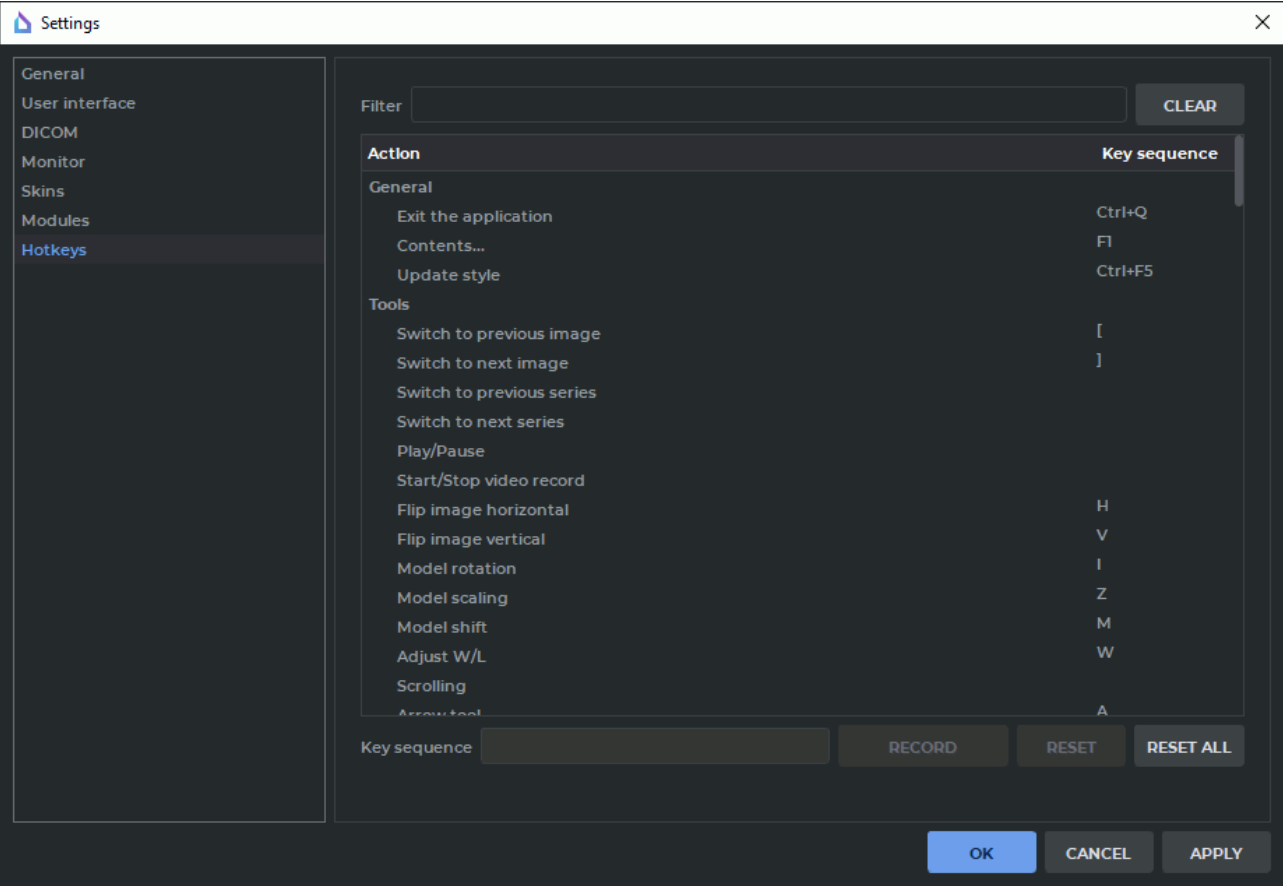 Settings
General
User interface
DICOM
Monitor
Skins
Modules
Hotkeys
Filter
CLEAR
Action Key sequence
General
Exit the application Ctrl+Q
Contents... F1
Update style Ctrl+F5
Tools
Switch to previous image [
Switch to next image ]
Switch to previous series
Switch to next series
Play/Pause
Start/Stop video record
Flip image horizontal H
Flip image vertical V
Model rotation I
Model scaling Z
Model shift M
Adjust W/L W
Scrolling
Arrow tool A
Key sequence RECORD RESET RESET ALL
OK CANCEL APPLY